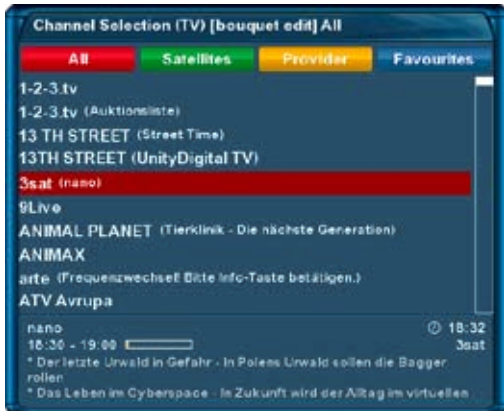 Channel Selection (TV) [bouquet edit] All
All Satellites Provider Favourites
1-2-3.tv
1-2-3.tv (Auktionsliste)
13 TH STREET (Street Time)
13TH STREET (UnityDigital TV)
3sat (nano)
9Live
ANIMAL PLANET (Tierklinik - Die nächste Generation)
ANIMAX
arte (Frequenzwechsel! Bitte Info-Taste betätigen.)
ATV Avrupa
nano 18:32
18:30 - 19:00 3sat
* Der letzte Urwald in Gefahr - In Polens Urwald sollen die Bagger
rollen
* Das Leben im Cyberspace - In Zukunft wird der Alltag im virtuellen